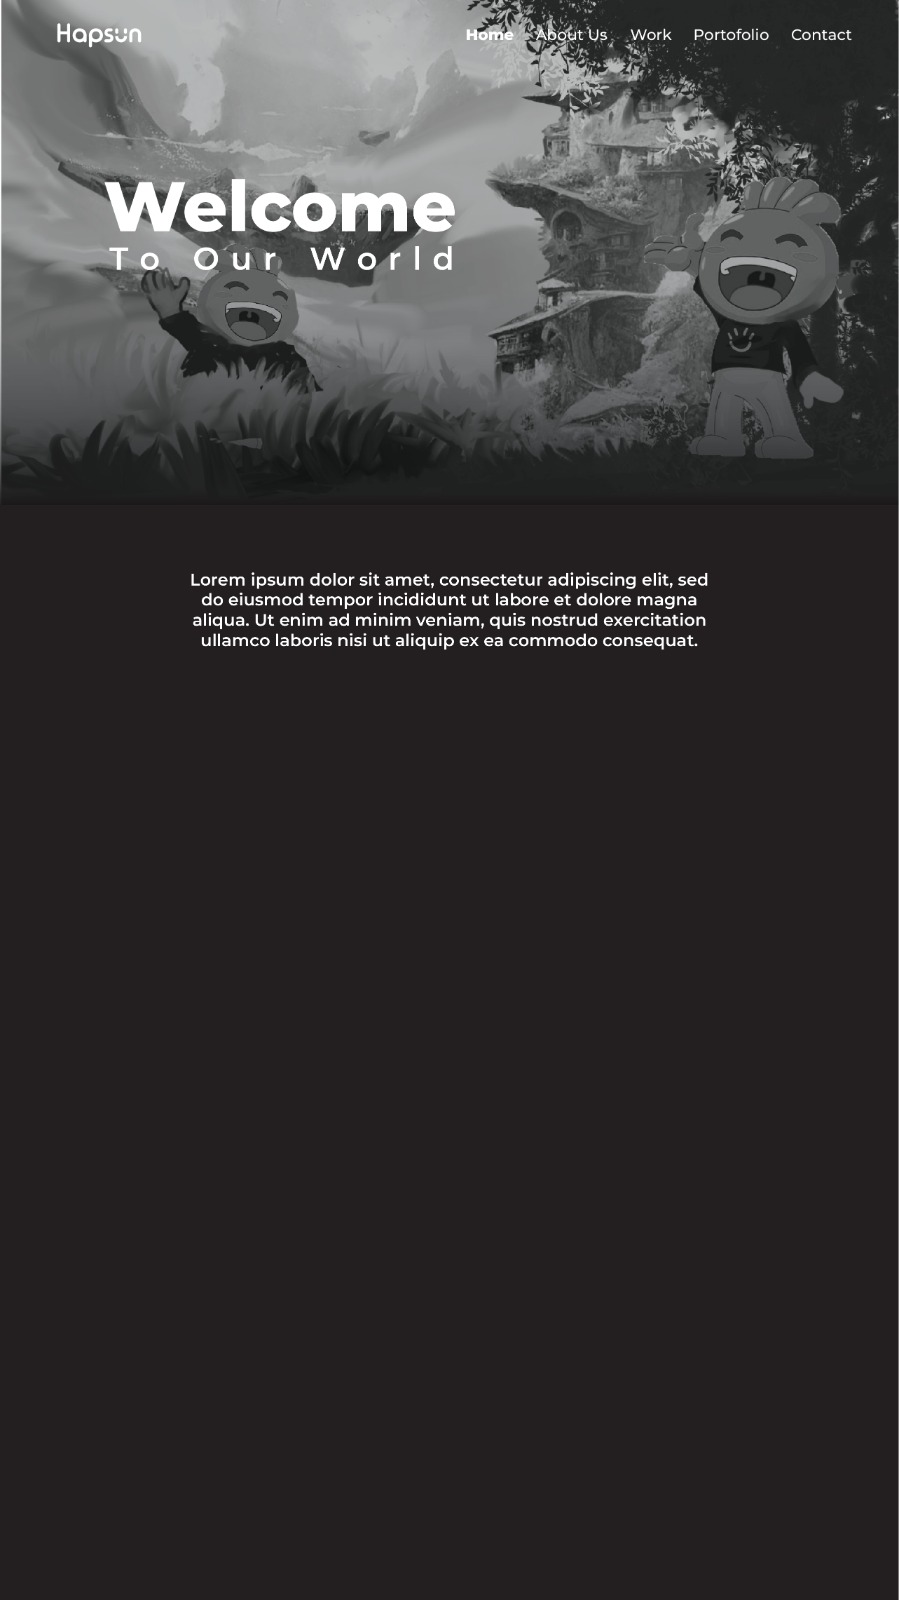 Hapsun
Home About Us Work Portofolio Contact
Welcome
To Our World
Lorem ipsum dolor sit amet, consectetur adipiscing elit, sed
do eiusmod tempor incididunt ut labore et dolore magna
aliqua. Ut enim ad minim veniam, quis nostrud exercitation
ullamco laboris nisi ut aliquip ex ea commodo consequat.